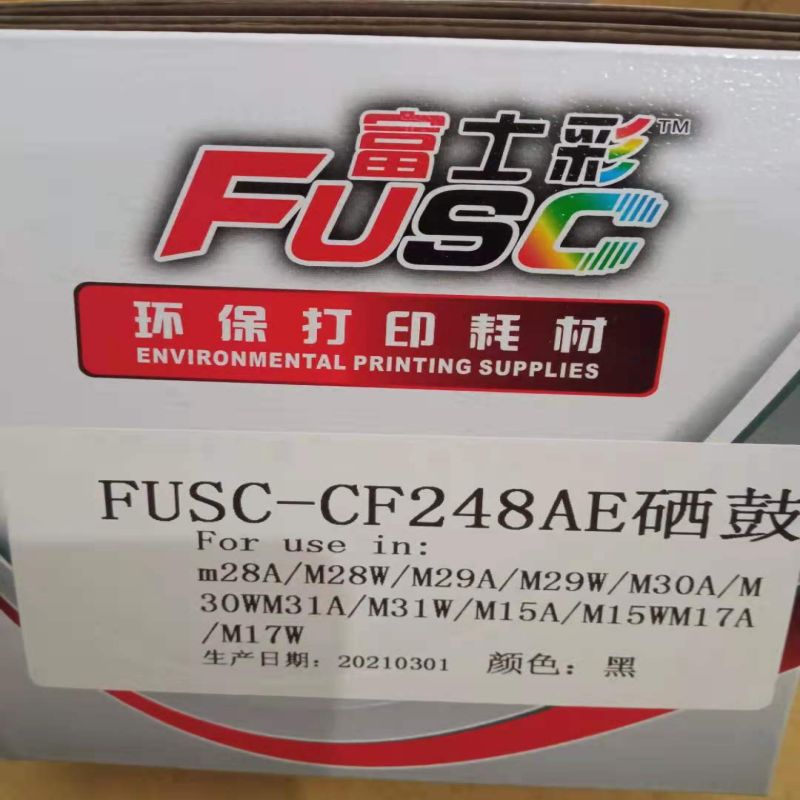 富士彩™
FUSC
环保打印耗材
ENVIRONMENTAL PRINTING SUPPLIES
FUSC-CF248AE硒鼓
For use in:
m28A/M28W/M29A/M29W/M30A/M
30WM31A/M31W/M15A/M15WM17A
/M17W
生产日期：20210301 颜色：黑